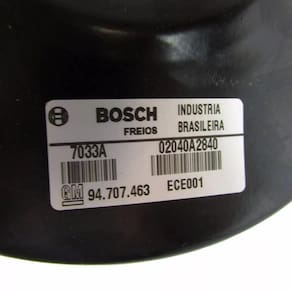 BOSCH INDUSTRIA
FREIOS BRASILEIRA
7033A 02040A2840
GM 94.707.463 ECE001